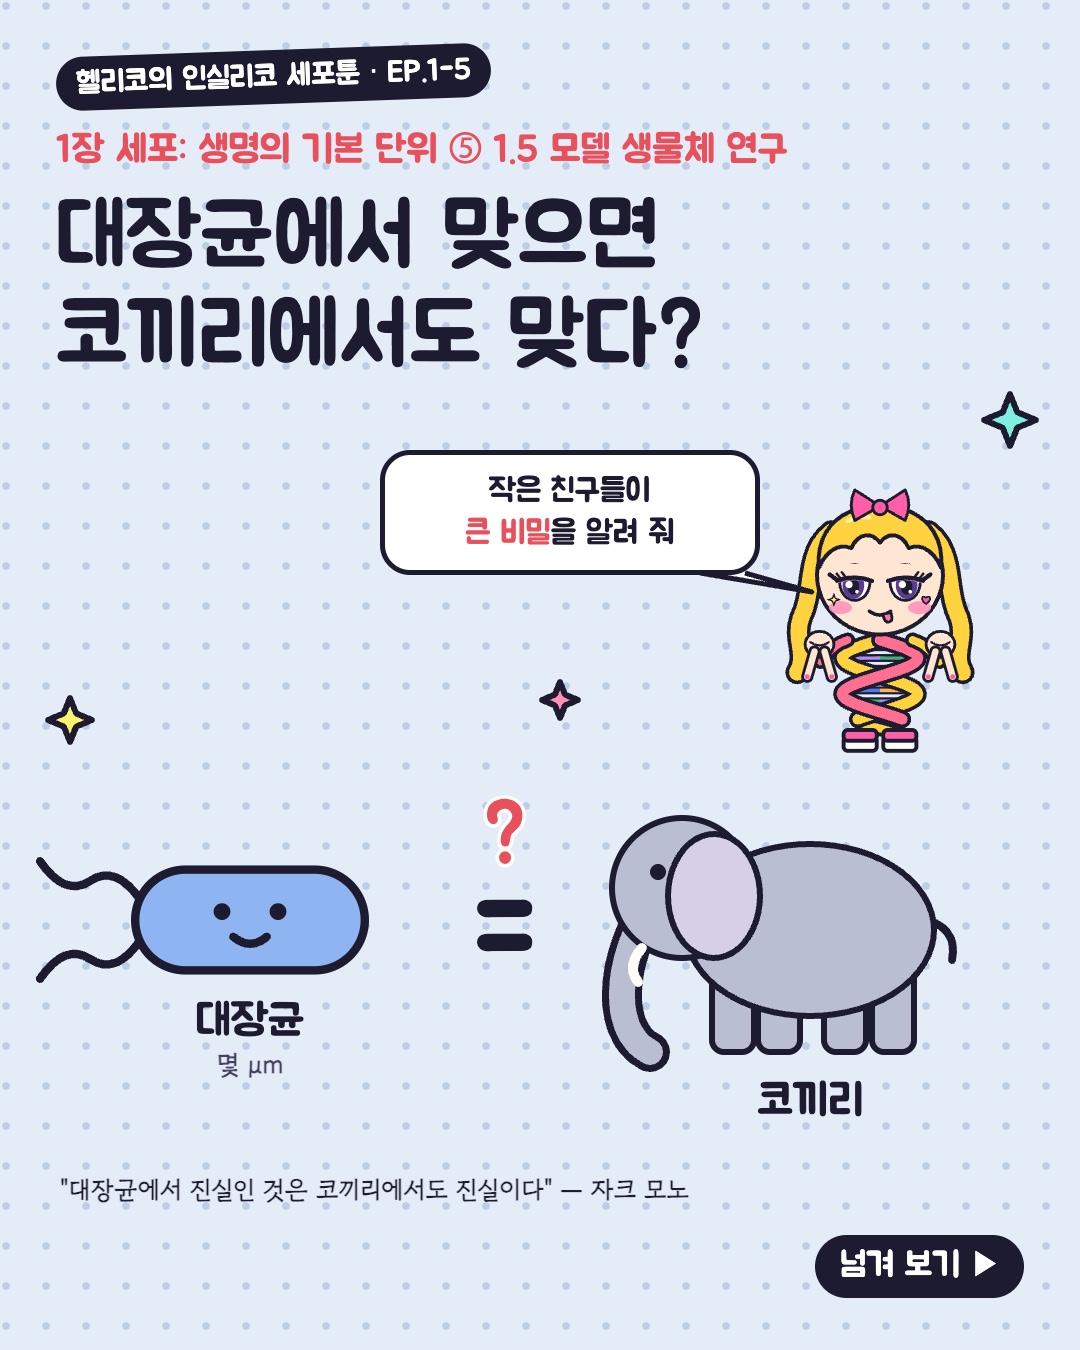 헬리코의 인실리코 세포툰 · EP.1-5
1장 세포: 생명의 기본 단위 ⑤ 1.5 모델 생물체 연구
대장균에서 맞으면
코끼리에서도 맞다?
작은 친구들이
큰 비밀을 알려 줘
?
=
대장균
몇 µm
코끼리
"대장균에서 진실인 것은 코끼리에서도 진실이다" — 자크 모노
넘겨 보기 ▶